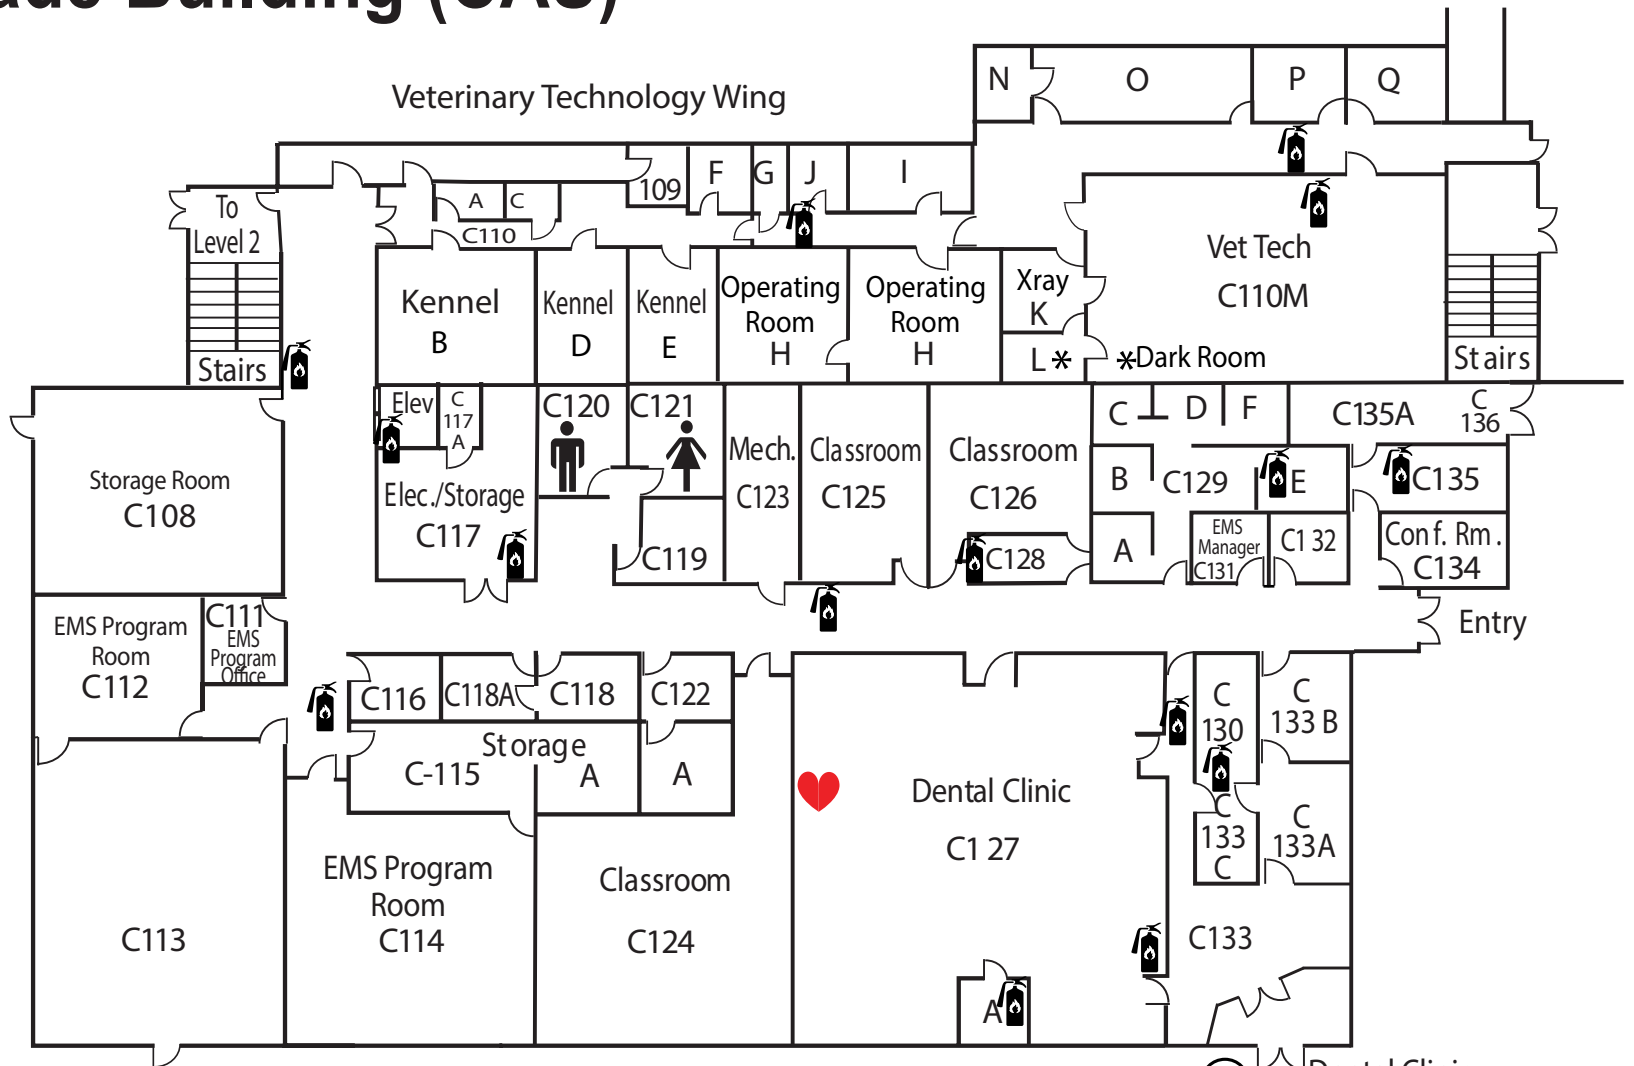 Building (CAS)
Veterinary Technology Wing
N
O
P
Q
109
F
G
J
I
A
C
C110
To
Level 2
Stairs
Kennel
B
Kennel
D
Kennel
E
Operating
Room
H
Operating
Room
H
Xray
K
L *
*Dark Room
Vet Tech
C110M
Stairs
Storage Room
C108
Elev
C
117
A
Elec./Storage
C117
C120
C121
C119
Mech.
C123
Classroom
C125
Classroom
C126
C128
C
D
F
B
C129
E
A
EMS
Manager
C131
C1 32
C135A
C
136
C135
Conf. Rm.
C134
Entry
EMS Program
Room
C112
C111
EMS
Program
Office
C116
C118A
C118
C122
Storage
C-115
A
A
C113
EMS Program
Room
C114
Classroom
C124
Dental Clinic
C1 27
A
C
130
C
133 B
C
133
C
C
133A
C133